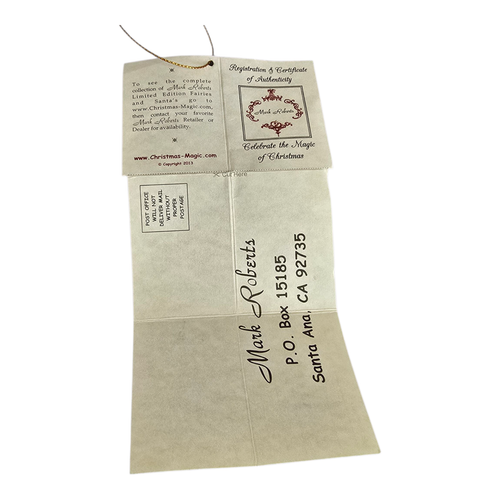 To see the complete
collection of Mark Roberts
Limited Edition Fairies
and Santa's go to
www.Christmas-Magic.com,
then contact your favorite
Mark Roberts Retailer or
Dealer for availability.
www.Christmas-Magic.com
© Copyright 2013
Registration & Certificate
of Authenticity
Mark Roberts
Celebrate the Magic
of Christmas
Cut Here
POST OFFICE
WILL NOT
DELIVER MAIL
WITHOUT
PROPER
POSTAGE
Mark Roberts
P.O. Box 15185
Santa Ana, CA 92735